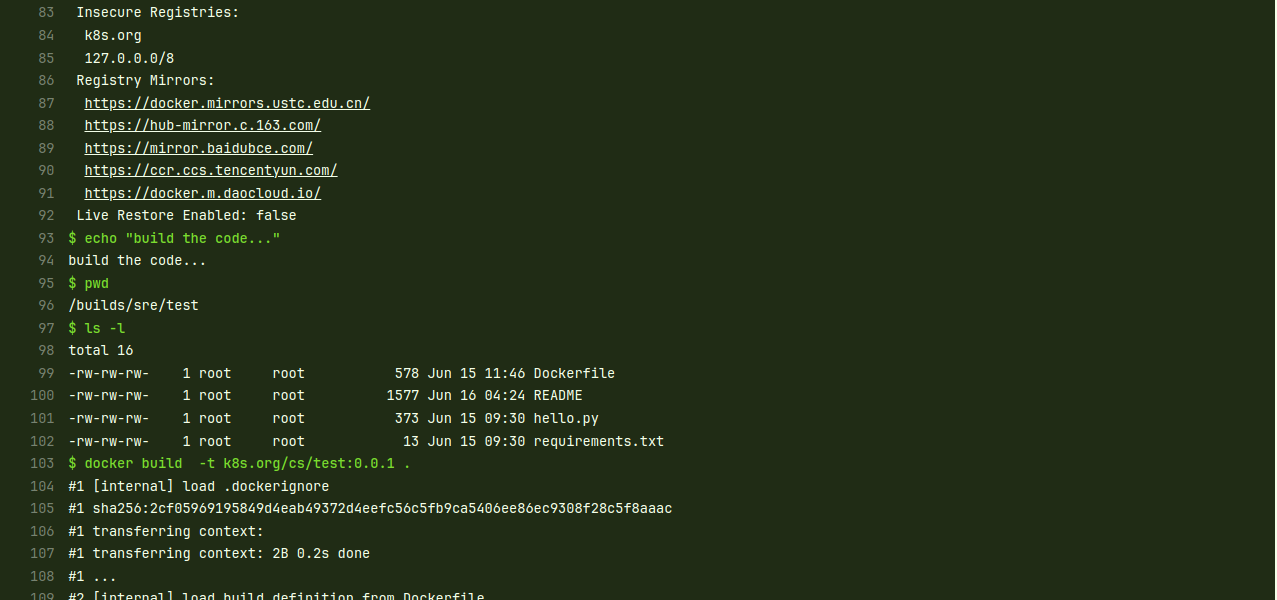 83 Insecure Registries:
84 k8s.org
85 127.0.0.0/8
86 Registry Mirrors:
87 https://docker.mirrors.ustc.edu.cn/
88 https://hub-mirror.c.163.com/
89 https://mirror.baidubce.com/
90 https://ccr.ccs.tencentyun.com/
91 https://docker.m.daocloud.io/
92 Live Restore Enabled: false
93 $ echo "build the code..."
94 build the code...
95 $ pwd
96 /builds/sre/test
97 $ ls -l
98 total 16
99 -rw-rw-rw-    1 root     root           578 Jun 15 11:46 Dockerfile
100 -rw-rw-rw-    1 root     root          1577 Jun 16 04:24 README
101 -rw-rw-rw-    1 root     root           373 Jun 15 09:30 hello.py
102 -rw-rw-rw-    1 root     root            13 Jun 15 09:30 requirements.txt
103 $ docker build  -t k8s.org/cs/test:0.0.1 .
104 #1 [internal] load .dockerignore
105 #1 sha256:2cf05969195849d4eab49372d4eefc56c5fb9ca5406ee86ec9308f28c5f8aaac
106 #1 transferring context:
107 #1 transferring context: 2B 0.2s done
108 #1 ...
109 #2 [internal] load build definition from Dockerfile